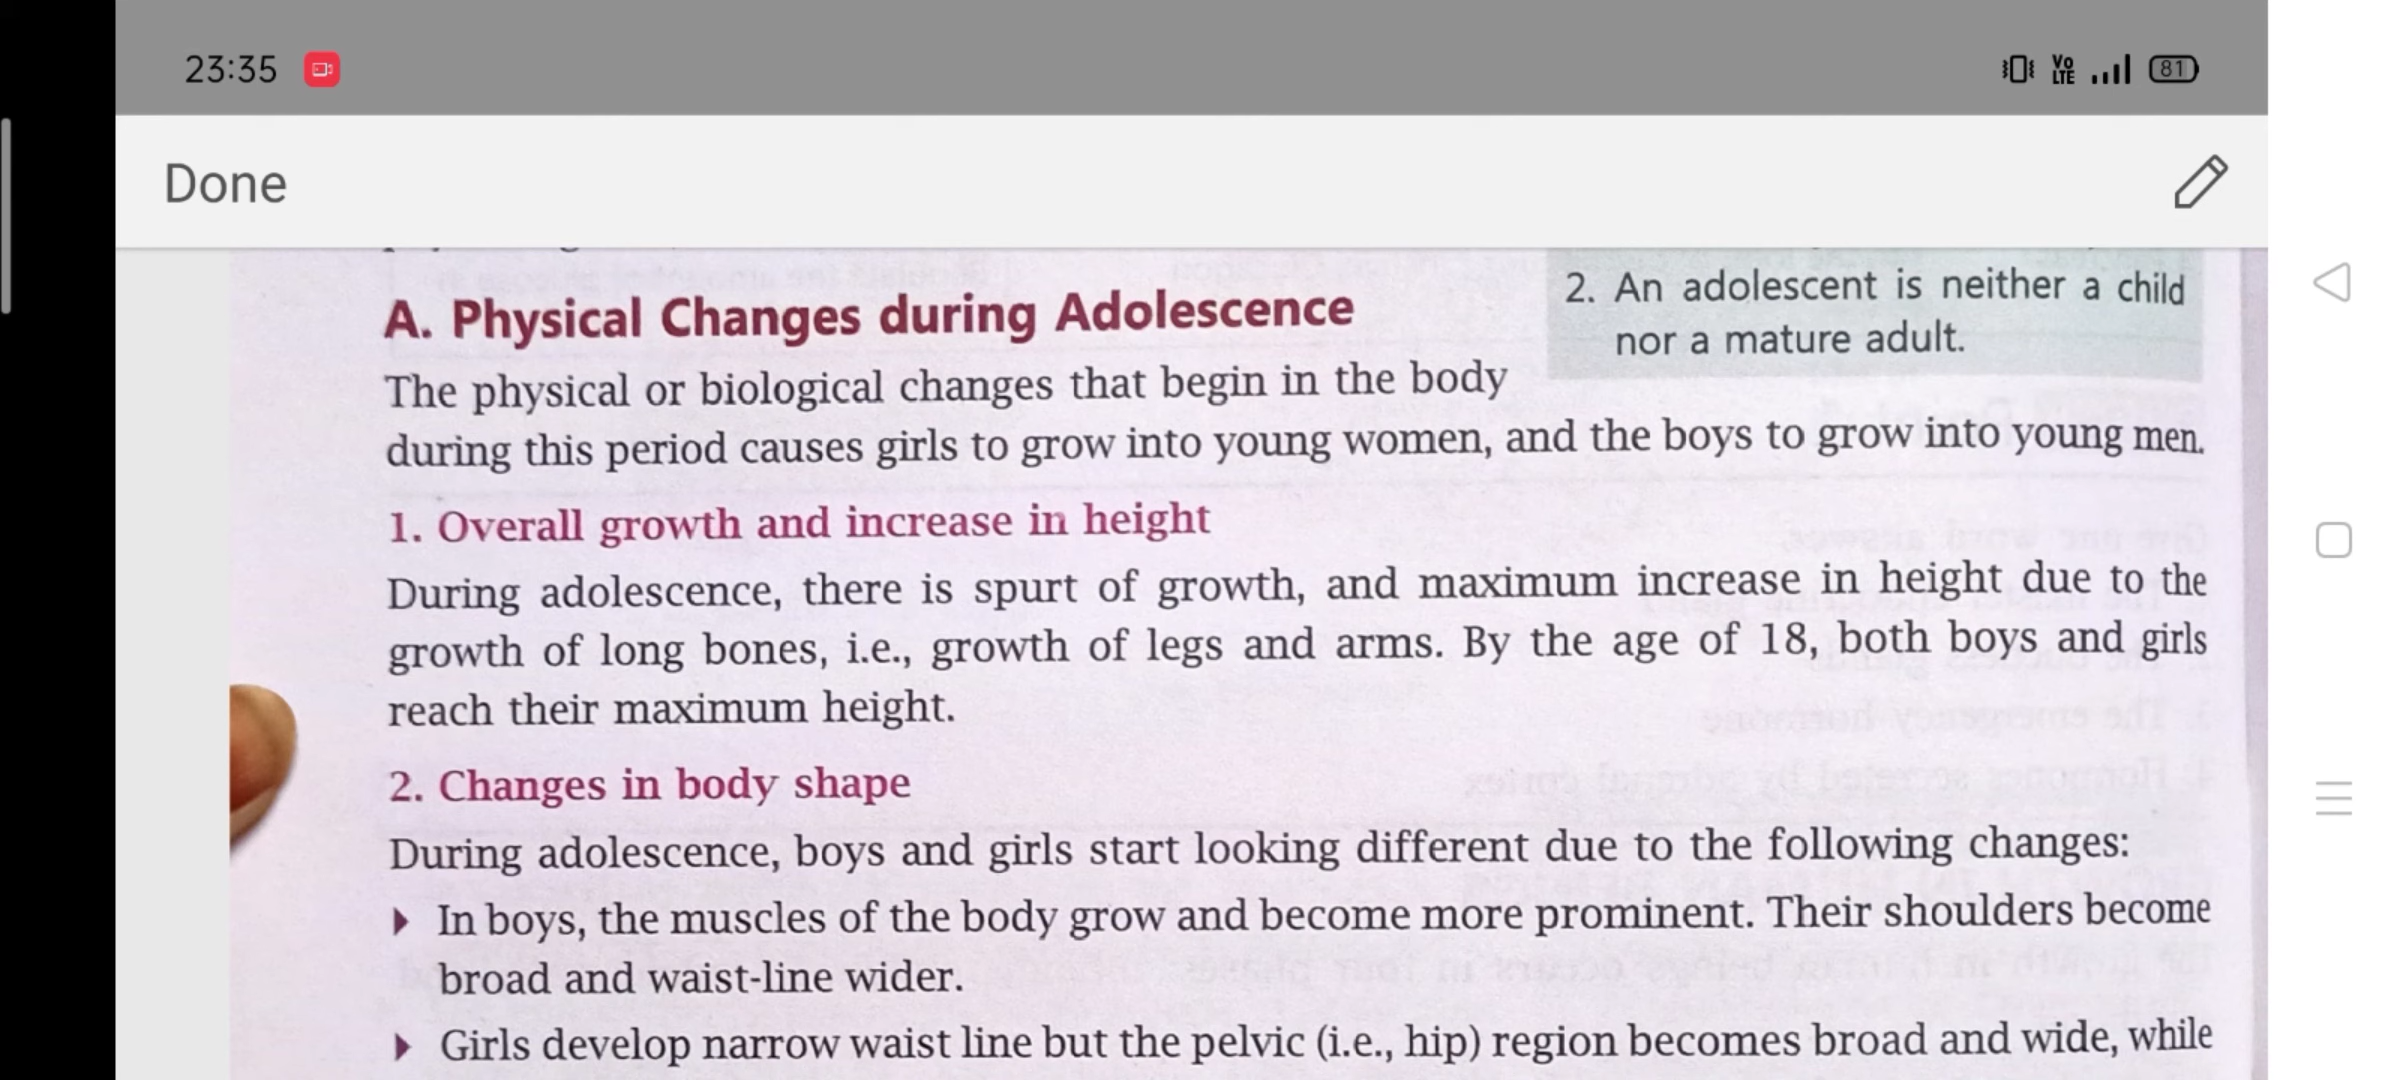 23:35
Vo LTE 81
Done
2. An adolescent is neither a child
nor a mature adult.
A. Physical Changes during Adolescence
The physical or biological changes that begin in the body
during this period causes girls to grow into young women, and the boys to grow into young men.
1. Overall growth and increase in height
During adolescence, there is spurt of growth, and maximum increase in height due to the
growth of long bones, i.e., growth of legs and arms. By the age of 18, both boys and girls
reach their maximum height.
2. Changes in body shape
During adolescence, boys and girls start looking different due to the following changes:
In boys, the muscles of the body grow and become more prominent. Their shoulders become
broad and waist-line wider.
Girls develop narrow waist line but the pelvic (i.e., hip) region becomes broad and wide, while